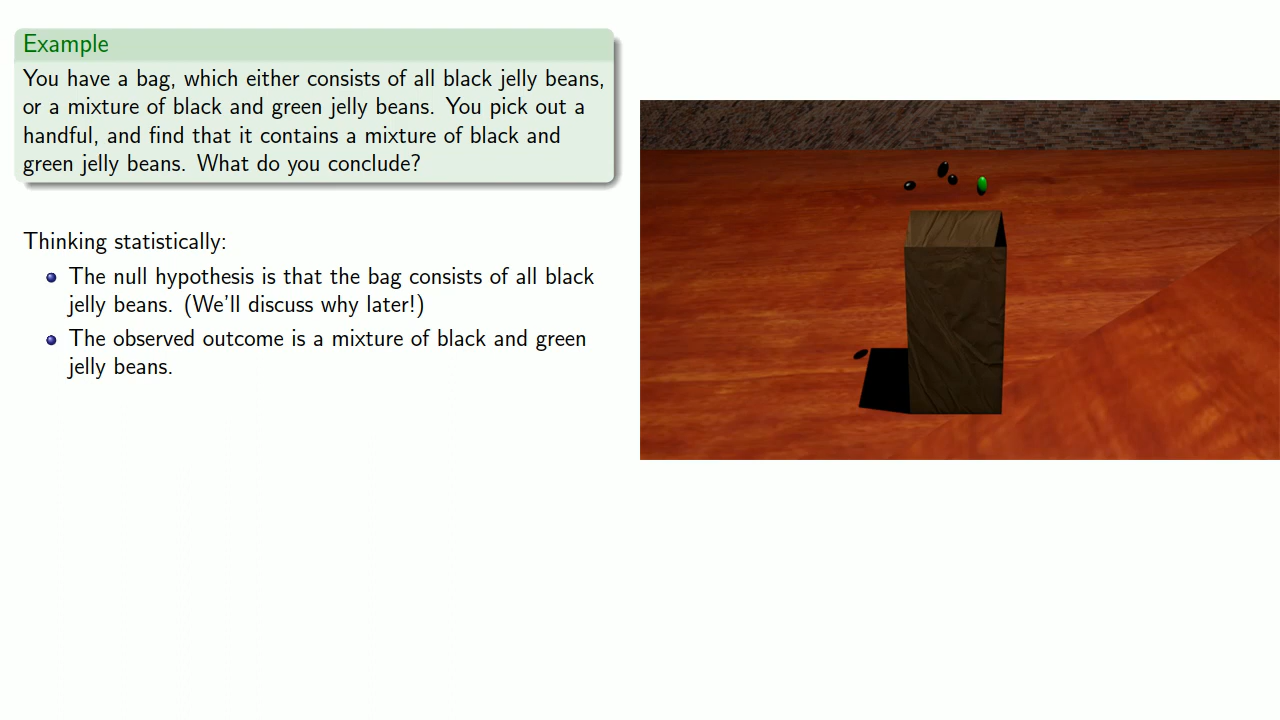 Example
You have a bag, which either consists of all black jelly beans,
or a mixture of black and green jelly beans. You pick out a
handful, and find that it contains a mixture of black and
green jelly beans. What do you conclude?
Thinking statistically:
The null hypothesis is that the bag consists of all black
jelly beans. (We'll discuss why later!)
The observed outcome is a mixture of black and green
jelly beans.